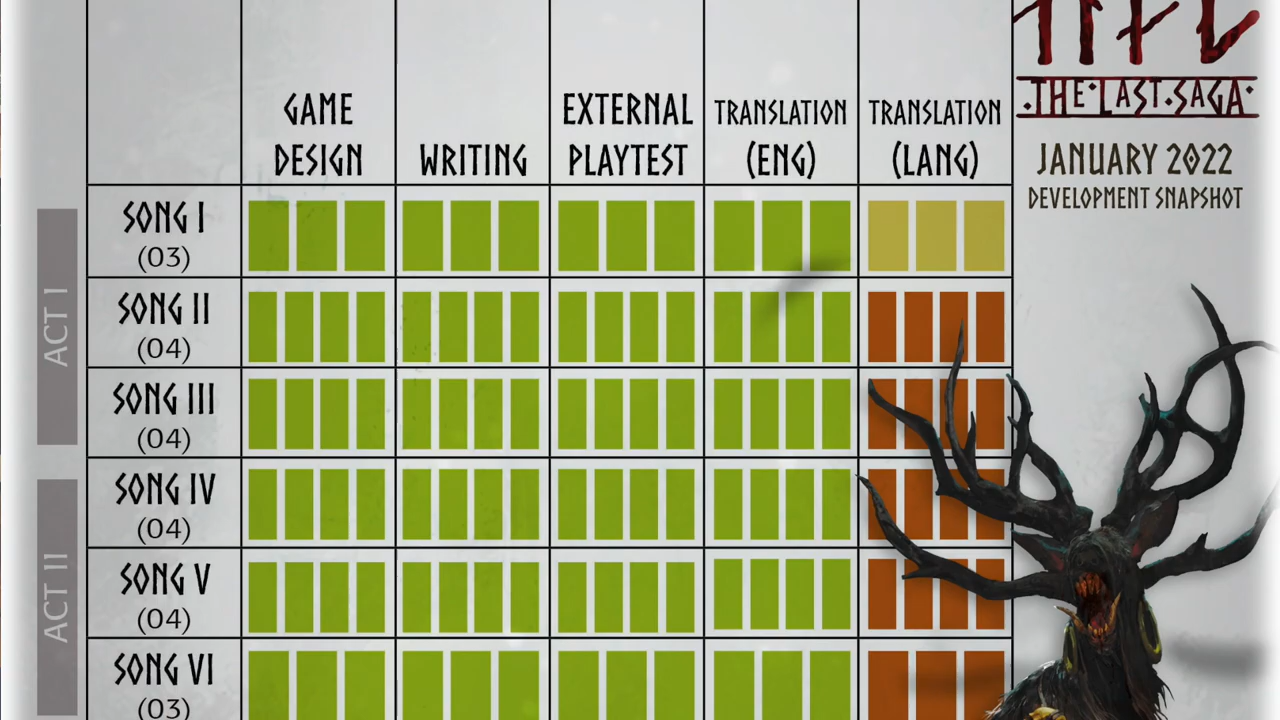 GAME DESIGN
WRITING
EXTERNAL PLAYTEST
TRANSLATION (ENG)
TRANSLATION (LANG)
·THE·LAST·SAGA·
JANUARY 2022
DEVELOPMENT SNAPSHOT
ACT I
SONG I
(03)
SONG II
(04)
SONG III
(04)
ACT II
SONG IV
(04)
SONG V
(04)
SONG VI
(03)